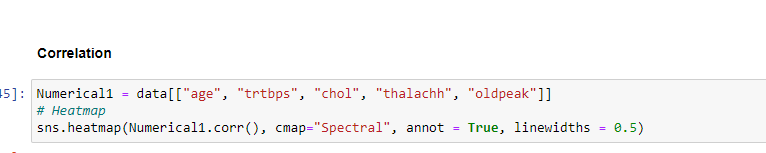 Correlation
45]: Numerical1 = data[["age", "trtbps", "chol", "thalachh", "oldpeak"]]
# Heatmap
sns.heatmap(Numerical1.corr(), cmap="Spectral", annot = True, linewidths = 0.5)